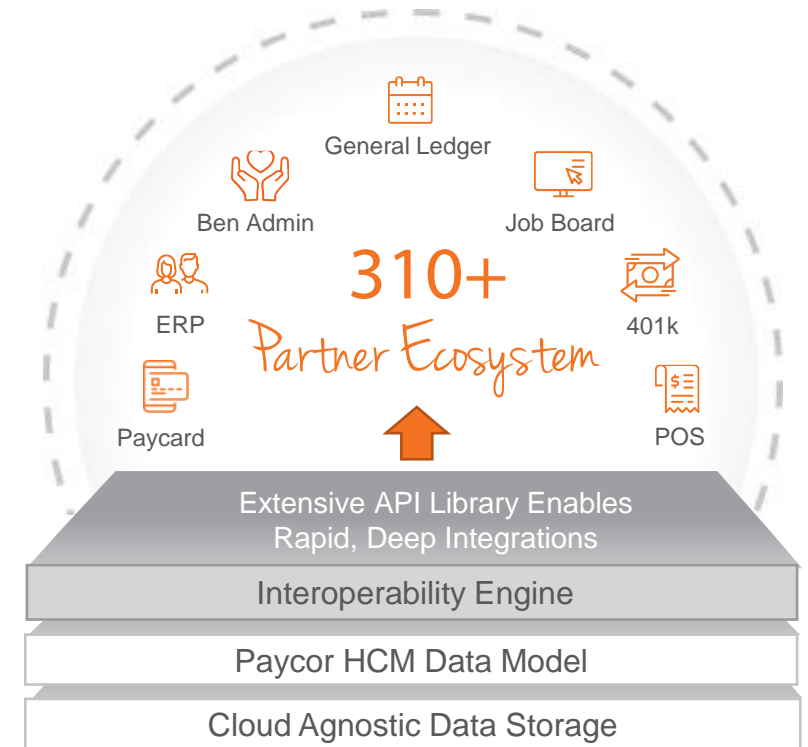 General Ledger
Ben Admin
Job Board
310+
ERP
401k
Partner Ecosystem
Paycard
POS
Extensive API Library Enables
Rapid, Deep Integrations
Interoperability Engine
Paycor HCM Data Model
Cloud Agnostic Data Storage